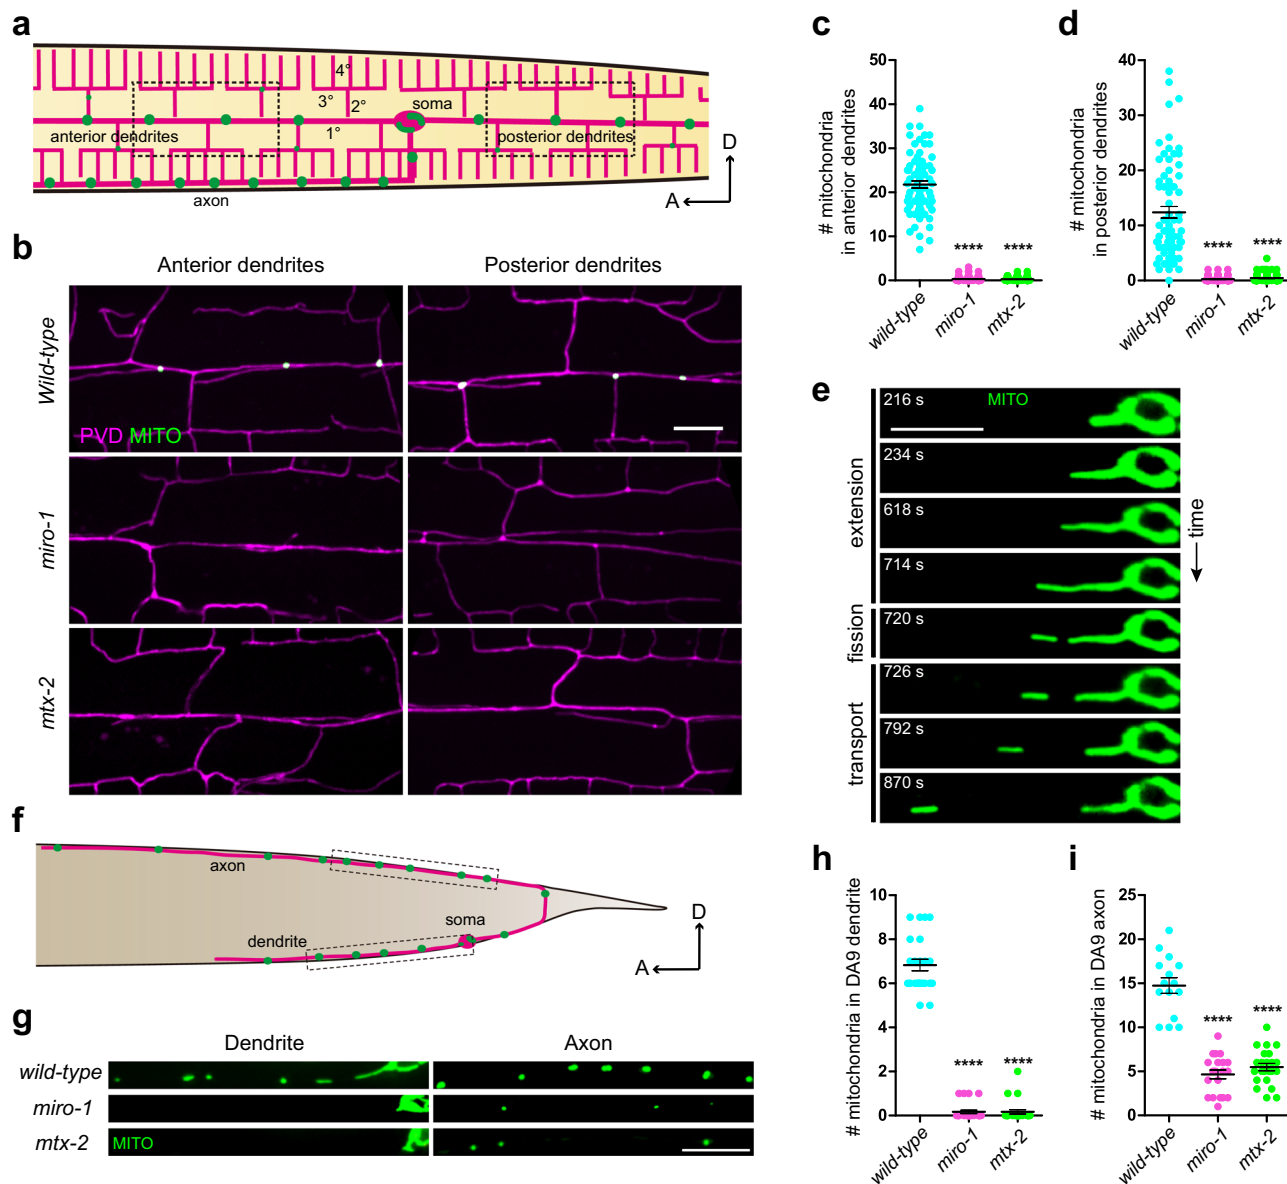 a
4°
3°
2°
1°
soma
anterior dendrites
posterior dendrites
axon
D
A
b
Anterior dendrites
Posterior dendrites
Wild-type
PVD MITO
miro-1
mtx-2
c
# mitochondria
in anterior dendrites
50
40
30
20
10
0
****
****
wild-type
miro-1
mtx-2
d
# mitochondria
in posterior dendrites
40
30
20
10
0
****
****
wild-type
miro-1
mtx-2
e
216 s
MITO
234 s
618 s
714 s
720 s
726 s
792 s
870 s
extension
fission
transport
time
f
axon
soma
dendrite
D
A
g
Dendrite
Axon
wild-type
miro-1
mtx-2
MITO
h
# mitochondria in DA9 dendrite
10
8
6
4
2
0
****
****
wild-type
miro-1
mtx-2
i
# mitochondria in DA9 axon
25
20
15
10
5
0
****
****
wild-type
miro-1
mtx-2